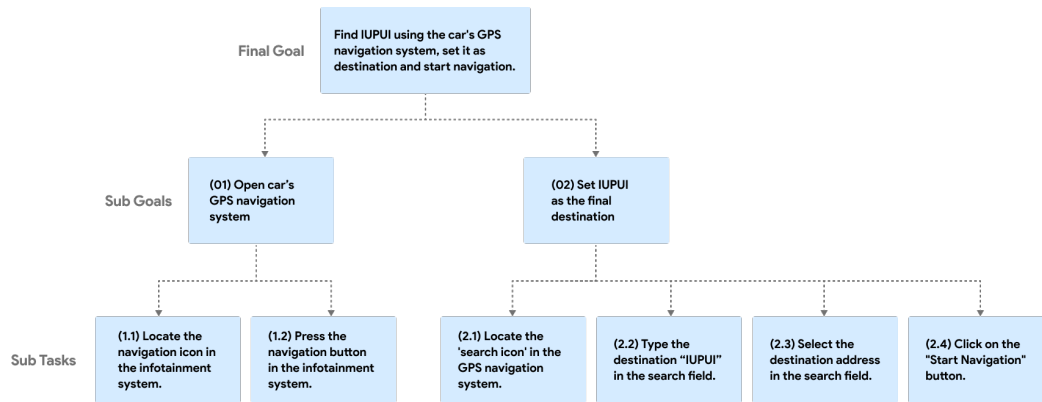 Final Goal
Find IUPUI using the car's GPS
navigation system, set it as
destination and start navigation.
Sub Goals
(01) Open car's
GPS navigation
system
(02) Set IUPUI
as the final
destination
Sub Tasks
(1.1) Locate the
navigation icon in
the infotainment
system.
(1.2) Press the
navigation button
in the infotainment
system.
(2.1) Locate the
'search icon' in the
GPS navigation
system.
(2.2) Type the
destination “IUPUI”
in the search field.
(2.3) Select the
destination address
in the search field.
(2.4) Click on the
"Start Navigation"
button.